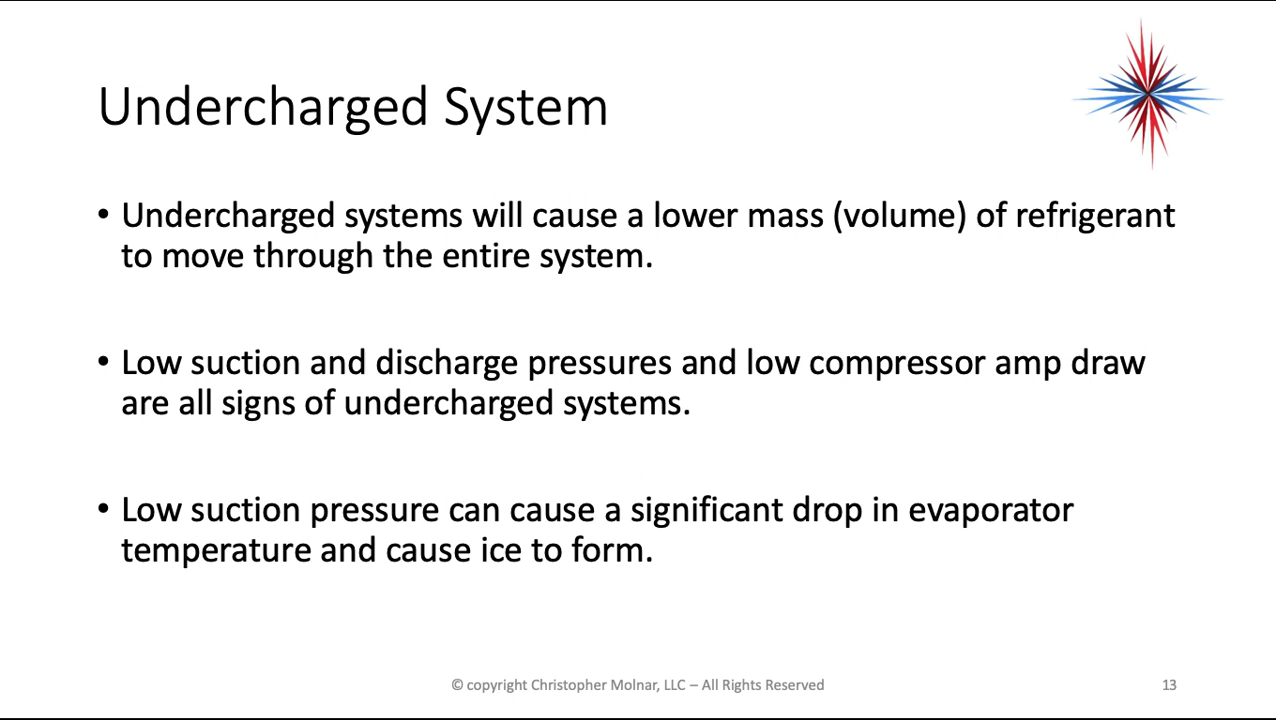 Undercharged System
• Undercharged systems will cause a lower mass (volume) of refrigerant
to move through the entire system.
• Low suction and discharge pressures and low compressor amp draw
are all signs of undercharged systems.
• Low suction pressure can cause a significant drop in evaporator
temperature and cause ice to form.
© copyright Christopher Molnar, LLC – All Rights Reserved
13